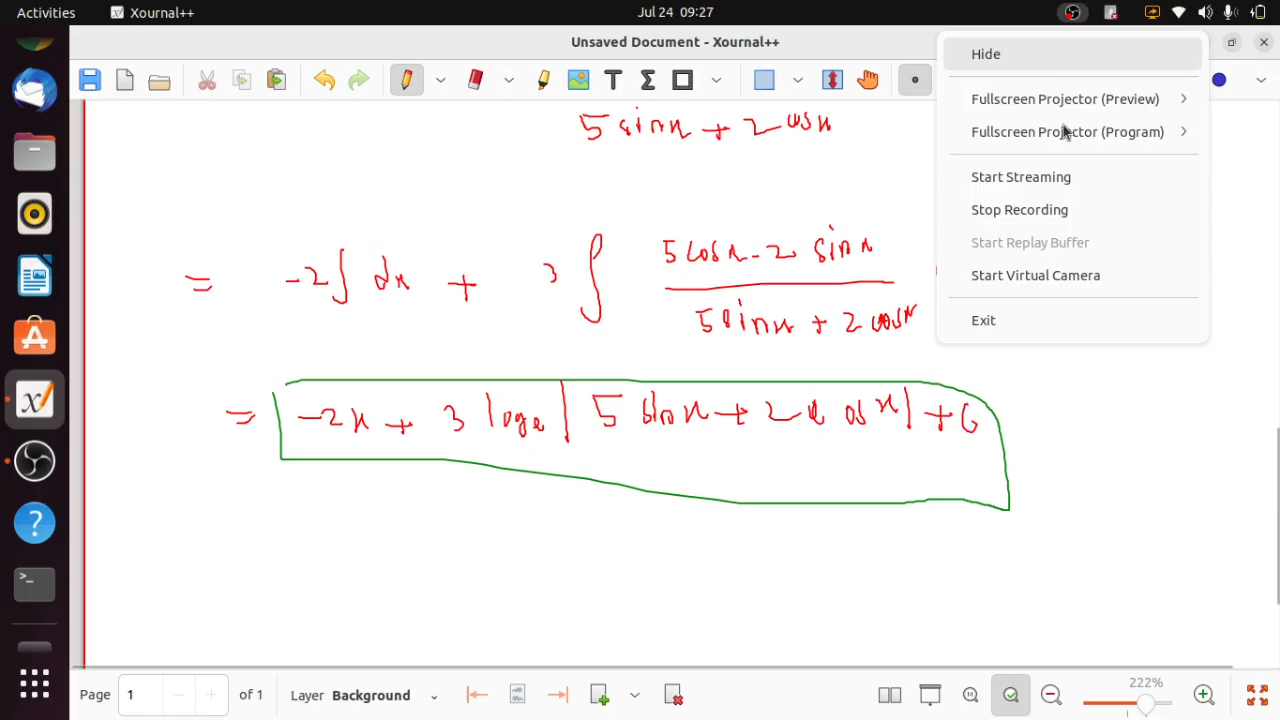 Activities Xournal++ Jul 24 09:27
Unsaved Document - Xournal++
Hide
Fullscreen Projector (Preview)
Fullscreen Projector (Program)
Start Streaming
Stop Recording
Start Replay Buffer
Start Virtual Camera
Exit
5 sinx + 2 cosx
= -2∫ dx + 3 ∫ (5 cosx - 2 sinx) / (5 sinx + 2 cosx)
= -2x + 3 logₑ | 5 sinx + 2 cosx | + C
Page 1 of 1 Layer Background 222%